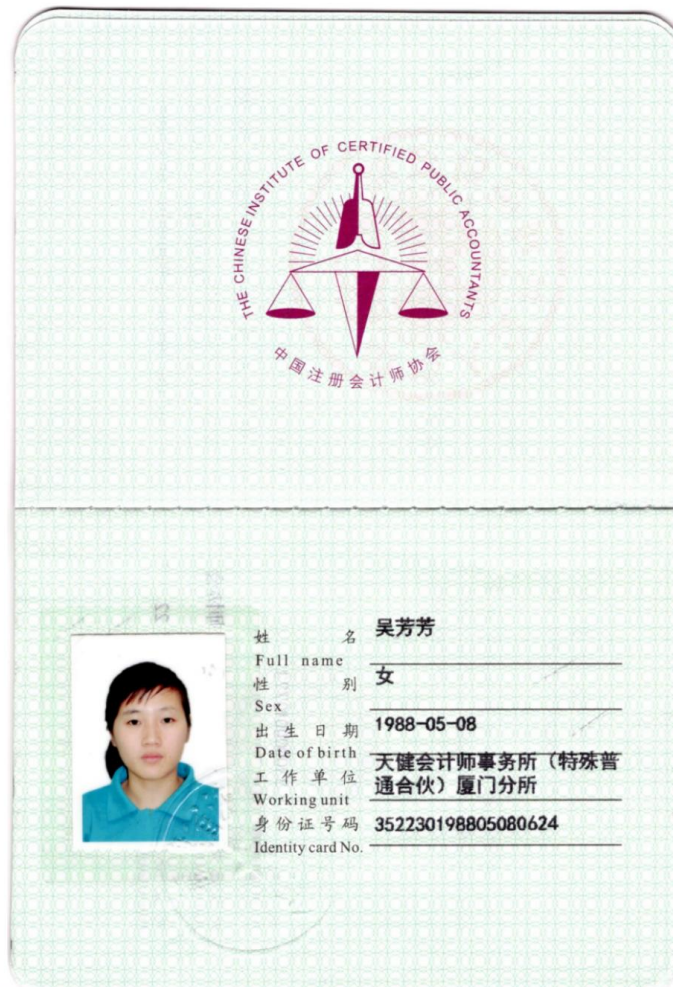 THE CHINESE INSTITUTE OF CERTIFIED PUBLIC ACCOUNTANTS
中国注册会计师协会
姓 名 吴芳芳
Full name
性 别 女
Sex
出生日期 1988-05-08
Date of birth
工作单位 天健会计师事务所（特殊普
通合伙）厦门分所
Working unit
身份证号码 352230198805080624
Identity card No.